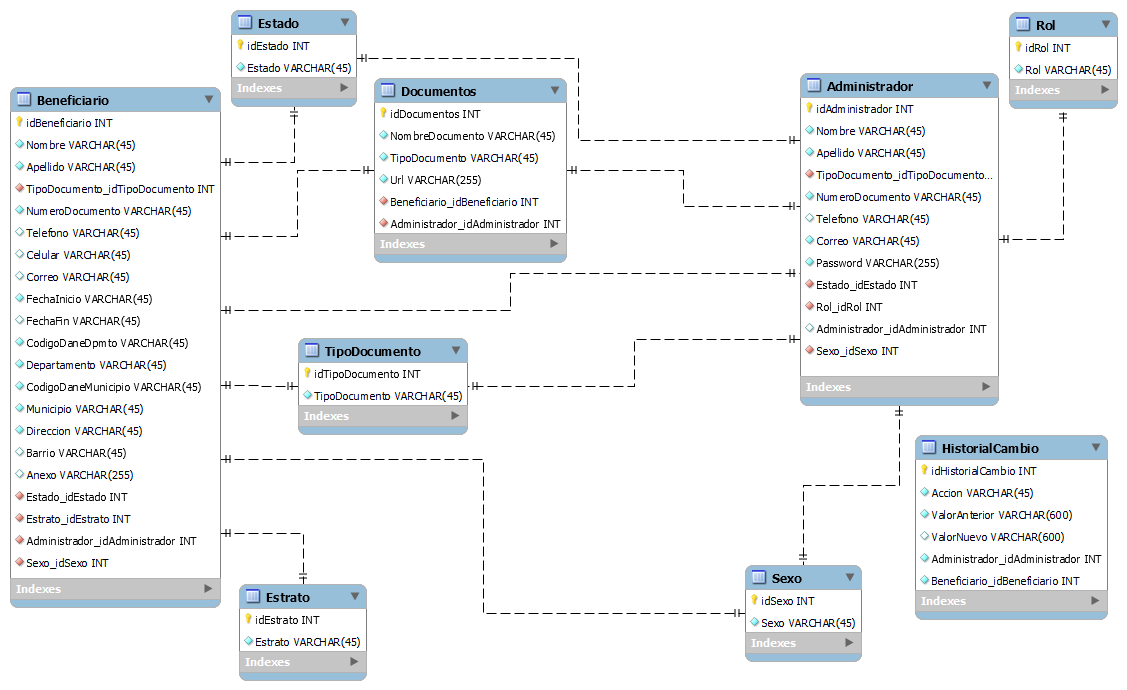 Estado
idEstado INT
Estado VARCHAR(45)
Indexes
Rol
idRol INT
Rol VARCHAR(45)
Indexes
Beneficiario
idBeneficiario INT
Nombre VARCHAR(45)
Apellido VARCHAR(45)
TipoDocumento_idTipoDocumento INT
NumeroDocumento VARCHAR(45)
Telefono VARCHAR(45)
Celular VARCHAR(45)
Correo VARCHAR(45)
FechaInicio VARCHAR(45)
FechaFin VARCHAR(45)
CodigoDaneDpmto VARCHAR(45)
Departamento VARCHAR(45)
CodigoDaneMunicipio VARCHAR(45)
Municipio VARCHAR(45)
Direccion VARCHAR(45)
Barrio VARCHAR(45)
Anexo VARCHAR(255)
Estado_idEstado INT
Estrato_idEstrato INT
Administrador_idAdministrador INT
Sexo_idSexo INT
Indexes
Documentos
idDocumentos INT
NombreDocumento VARCHAR(45)
TipoDocumento VARCHAR(45)
Url VARCHAR(255)
Beneficiario_idBeneficiario INT
Administrador_idAdministrador INT
Indexes
Administrador
idAdministrador INT
Nombre VARCHAR(45)
Apellido VARCHAR(45)
TipoDocumento_idTipoDocumento...
NumeroDocumento VARCHAR(45)
Telefono VARCHAR(45)
Correo VARCHAR(45)
Password VARCHAR(255)
Estado_idEstado INT
Rol_idRol INT
Administrador_idAdministrador INT
Sexo_idSexo INT
Indexes
TipoDocumento
idTipoDocumento INT
TipoDocumento VARCHAR(45)
Indexes
HistorialCambio
idHistorialCambio INT
Accion VARCHAR(45)
ValorAnterior VARCHAR(600)
ValorNuevo VARCHAR(600)
Administrador_idAdministrador INT
Beneficiario_idBeneficiario INT
Indexes
Estrato
idEstrato INT
Estrato VARCHAR(45)
Indexes
Sexo
idSexo INT
Sexo VARCHAR(45)
Indexes